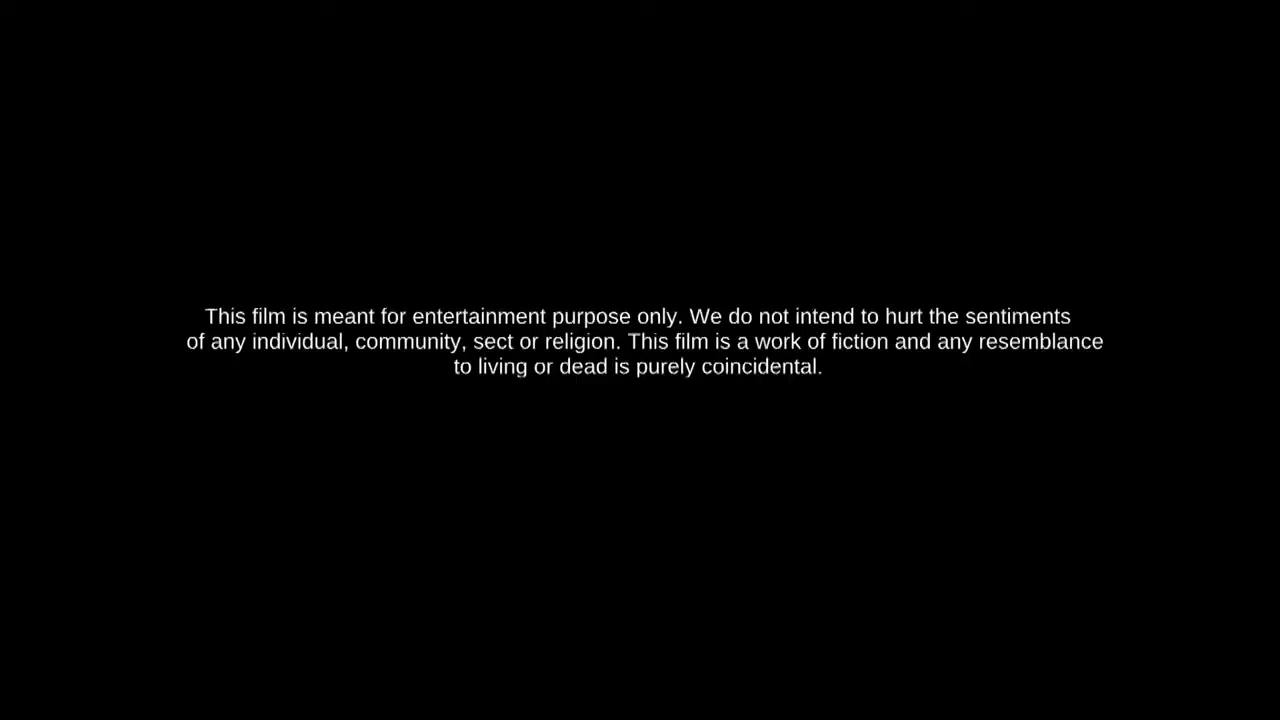 This film is meant for entertainment purpose only. We do not intend to hurt the sentiments
of any individual, community, sect or religion. This film is a work of fiction and any resemblance
to living or dead is purely coincidental.